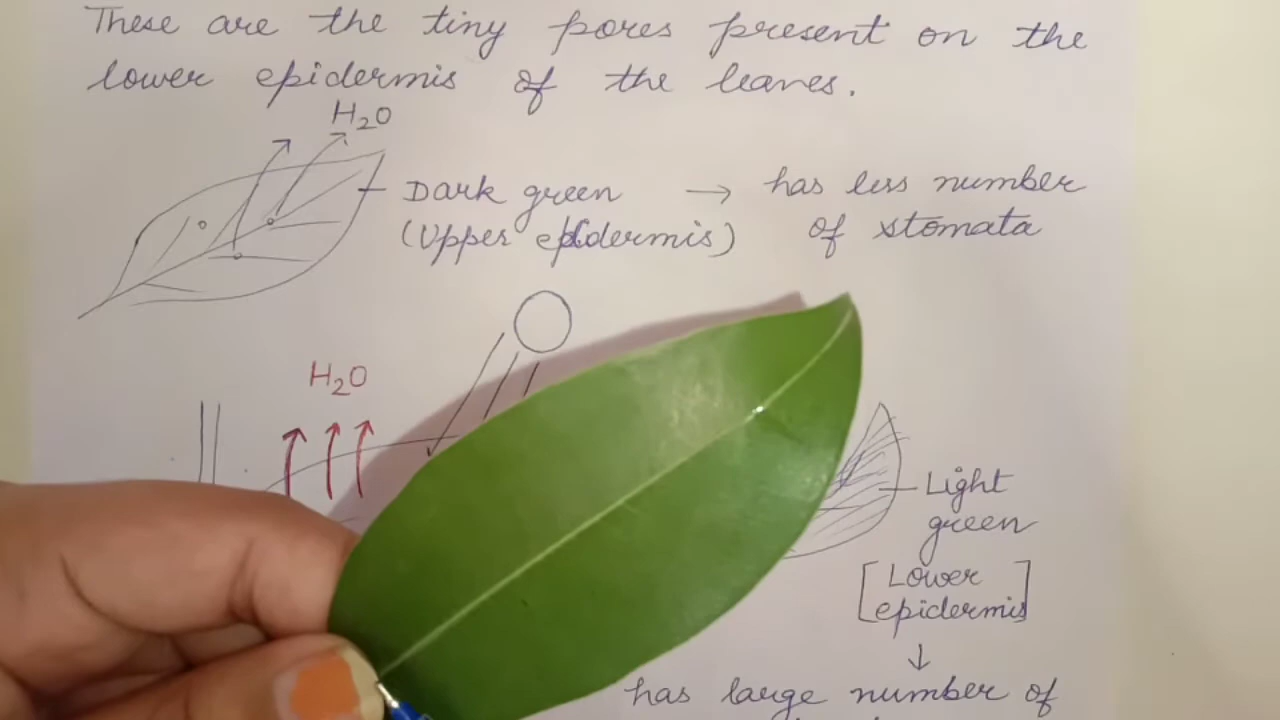 These are the tiny pores present on the
lower epidermis of the leaves.
H2O
Dark green → has less number
(Upper epidermis) of stomata
H2O
Light
green
[Lower
epidermis]
↓
has large number of